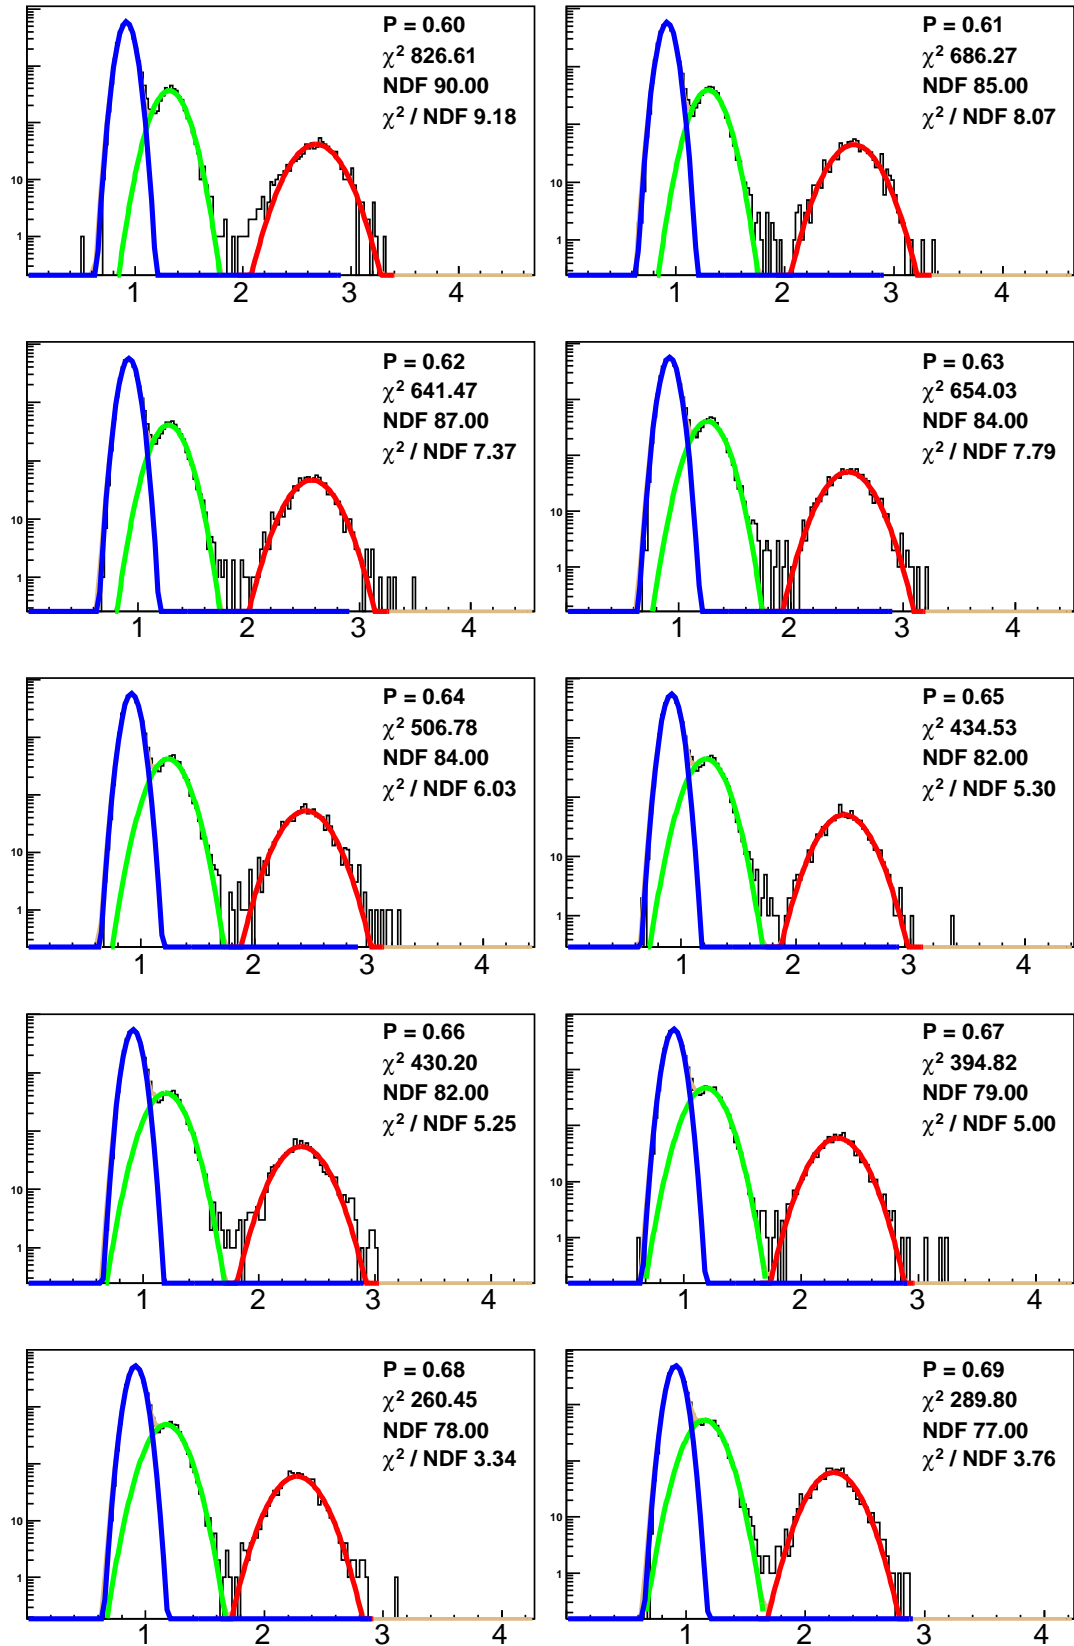 P = 0.60
χ² 826.61
NDF 90.00
χ² / NDF 9.18
10
1
1 2 3 4
P = 0.61
χ² 686.27
NDF 85.00
χ² / NDF 8.07
10
1
1 2 3 4
P = 0.62
χ² 641.47
NDF 87.00
χ² / NDF 7.37
10
1
1 2 3 4
P = 0.63
χ² 654.03
NDF 84.00
χ² / NDF 7.79
10
1
1 2 3 4
P = 0.64
χ² 506.78
NDF 84.00
χ² / NDF 6.03
10
1
1 2 3 4
P = 0.65
χ² 434.53
NDF 82.00
χ² / NDF 5.30
10
1
1 2 3 4
P = 0.66
χ² 430.20
NDF 82.00
χ² / NDF 5.25
10
1
1 2 3 4
P = 0.67
χ² 394.82
NDF 79.00
χ² / NDF 5.00
10
1
1 2 3 4
P = 0.68
χ² 260.45
NDF 78.00
χ² / NDF 3.34
10
1
1 2 3 4
P = 0.69
χ² 289.80
NDF 77.00
χ² / NDF 3.76
10
1
1 2 3 4